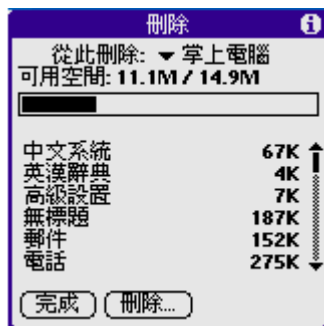 刪除
從此刪除: 掌上電腦
可用空間: 11.1M / 14.9M
中文系統 67K
英漢辭典 4K
高級設置 7K
無標題 187K
郵件 152K
電話 275K
完成 刪除...